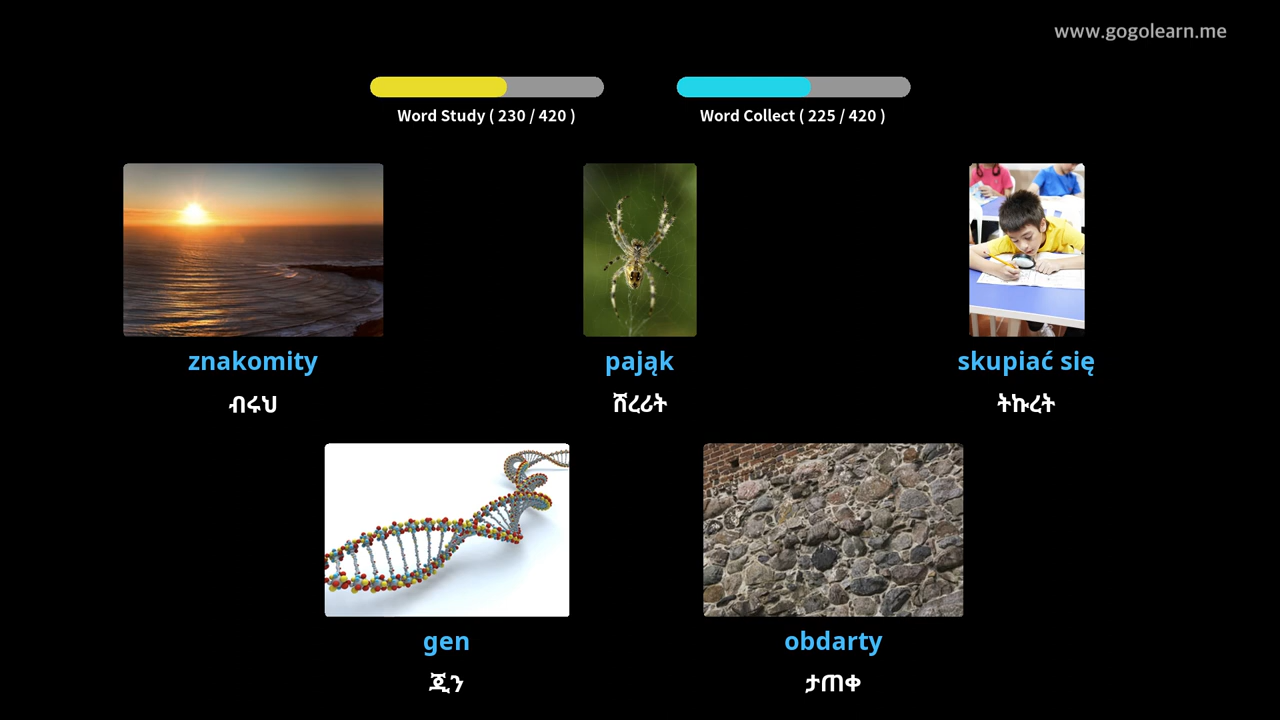 www.gogolearn.me
Word Study ( 230 / 420 )
Word Collect ( 225 / 420 )
znakomity
ብሩህ
pająk
ሸረሪት
skupiać się
ትኩረት
gen
ጂን
obdarty
ታጠቀ